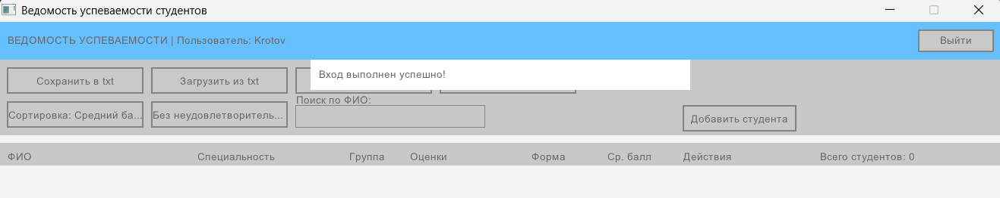 Ведомость успеваемости студентов
ВЕДОМОСТЬ УСПЕВАЕМОСТИ | Пользователь: Krotov
Выйти
Сохранить в txt
Загрузить из txt
Вход выполнен успешно!
Поиск по ФИО:
Сортировка: Средний ба...
Без неудовлетворитель...
Добавить студента
ФИО Специальность Группа Оценки Форма Ср. балл Действия Всего студентов: 0